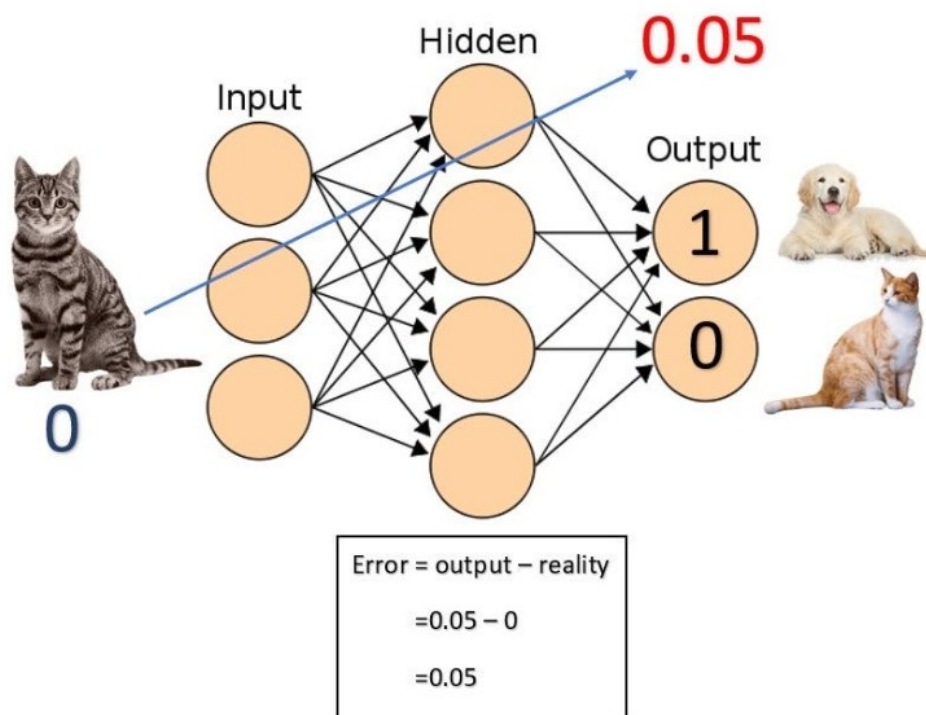 Hidden
0.05
Input
Output
1
0
0
Error = output – reality
=0.05 – 0
=0.05